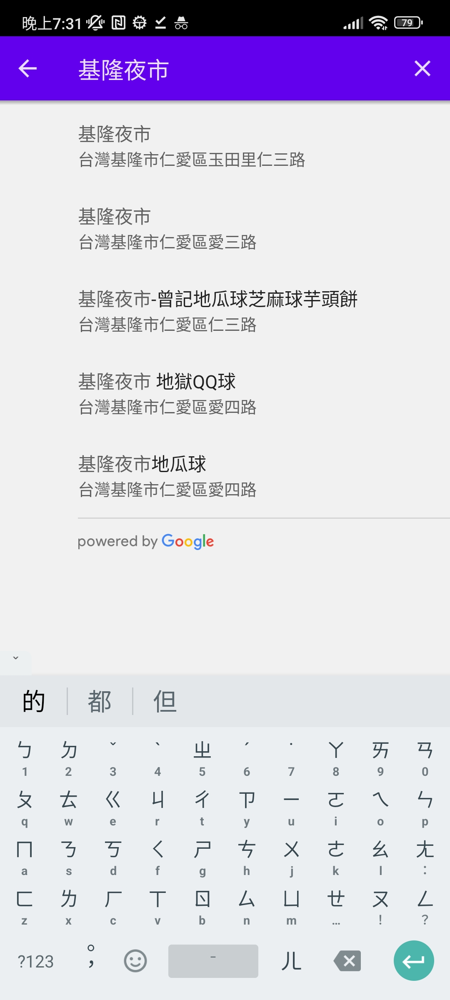 晚上7:31
79
基隆夜市
基隆夜市
台灣基隆市仁愛區玉田里仁三路
基隆夜市
台灣基隆市仁愛區愛三路
基隆夜市-曾記地瓜球芝麻球芋頭餅
台灣基隆市仁愛區仁三路
基隆夜市 地獄QQ球
台灣基隆市仁愛區愛四路
基隆夜市地瓜球
台灣基隆市仁愛區愛四路
powered by Google
ˇ
的 都 但
ㄅ ㄉ ˇ ˋ ㄓ ˊ ˙ ㄚ ㄞ ㄢ
1 2 3 4 5 6 7 8 9 0
ㄆ ㄊ ㄍ ㄐ ㄔ ㄗ ㄧ ㄛ ㄟ ㄣ
q w e r t y u i o p
ㄇ ㄋ ㄎ ㄑ ㄕ ㄘ ㄨ ㄜ ㄠ ㄤ
a s d f g h j k l :
ㄈ ㄌ ㄏ ㄒ ㄖ ㄙ ㄩ ㄝ ㄡ ㄥ
z x c v b n m … ! ?
?123 ° , ˉ ㄦ